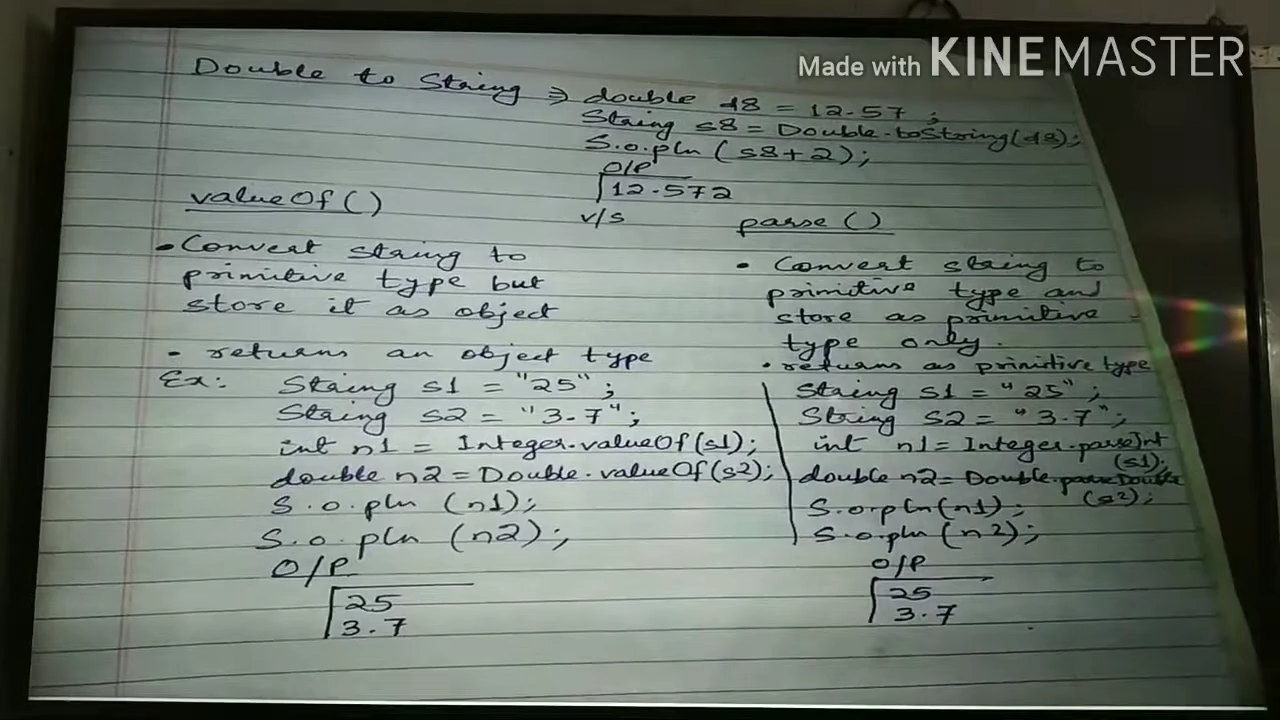 Made with KINEMASTER
Double to String ⇒ double d8 = 12.57 ;
String s8 = Double.toString(d8);
S.o.pln (s8+2);
O/P
12.572
valueOf() v/s parse()
• Convert string to
primitive type but
store it as object
• returns an object type
Ex: String s1 = "25";
String s2 = "3.7";
int n1 = Integer.valueOf(s1);
double n2 = Double.valueOf(s2);
S.o.pln (n1);
S.o.pln (n2);
O/P
25
3.7
• Convert string to
primitive type and
store as primitive
type only.
• returns as primitive type
String s1 = "25";
String s2 = "3.7";
int n1 = Integer.parseInt
(s1);
double n2 = Double.parseDouble
(s2);
S.o.pln(n1);
S.o.pln(n2);
O/P
25
3.7